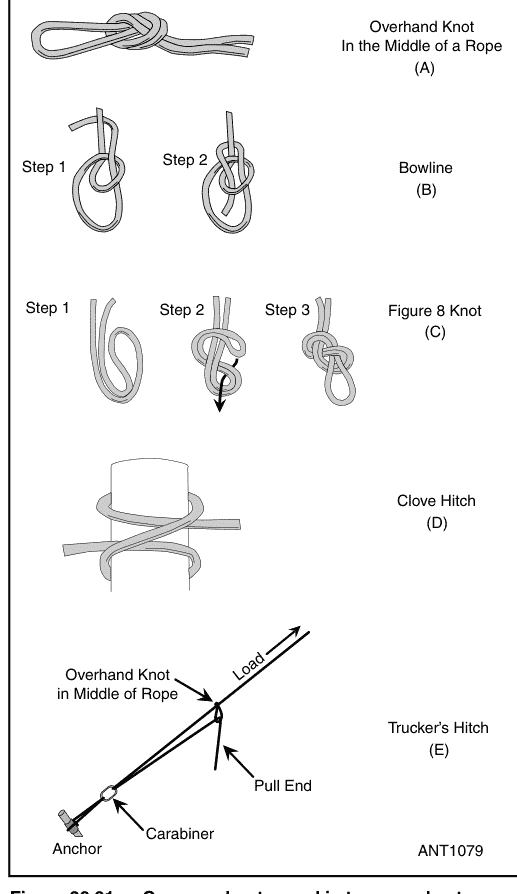 Overhand Knot
In the Middle of a Rope
(A)
Step 1
Step 2
Bowline
(B)
Step 1
Step 2
Step 3
Figure 8 Knot
(C)
Clove Hitch
(D)
Load
Overhand Knot
in Middle of Rope
Trucker's Hitch
(E)
Pull End
Carabiner
Anchor
ANT1079